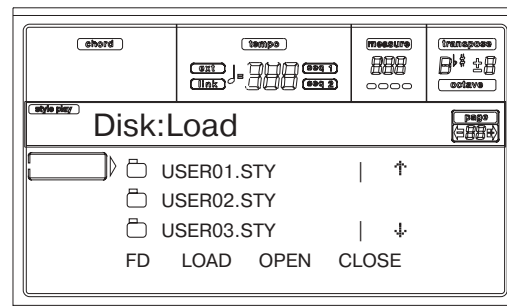 chord tempo measure transpose
ext seq 1
link seq 2
octave
style play page
Disk:Load
USER01.STY
USER02.STY
USER03.STY
FD LOAD OPEN CLOSE